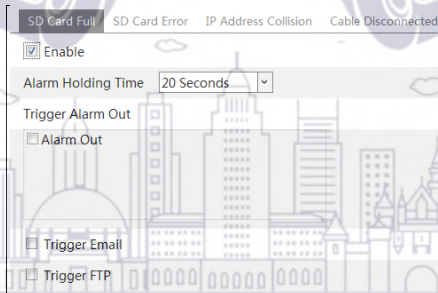 SD Card Full SD Card Error IP Address Collision Cable Disconnected
Enable
Alarm Holding Time 20 Seconds
Trigger Alarm Out
Alarm Out
Trigger Email
Trigger FTP